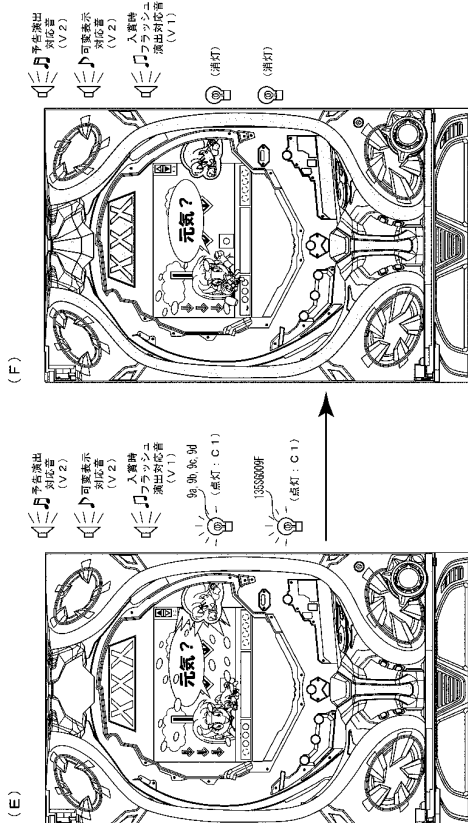 (E)
予告演出
対応音
(V2)
可変表示
対応音
(V2)
入賞時
フラッシュ
演出対応音
(V1)
9a, 9b, 9c, 9d
(点灯:C1)
135SG009F
(点灯:C1)
XXX
元気?
(F)
予告演出
対応音
(V2)
可変表示
対応音
(V2)
入賞時
フラッシュ
演出対応音
(V1)
(消灯)
(消灯)
XXX
元気?